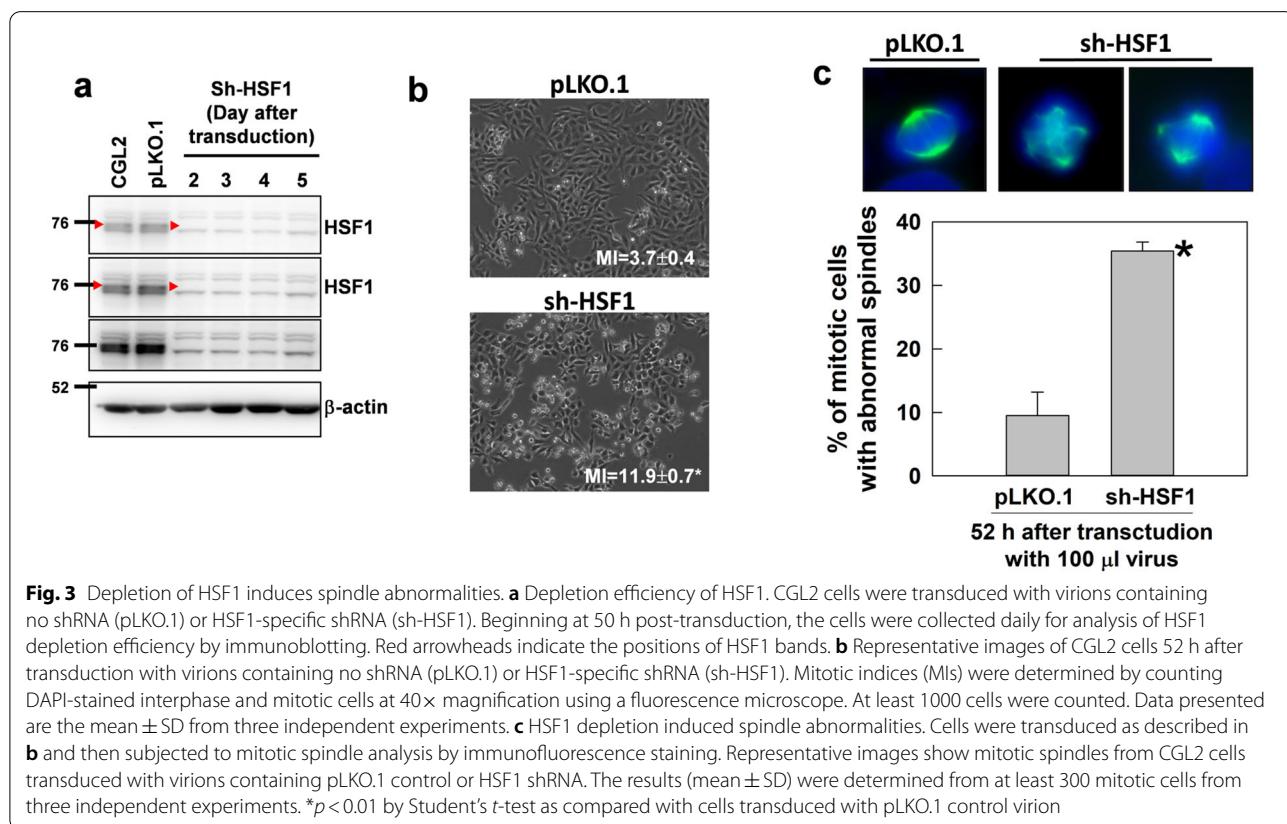 a
Sh-HSF1
(Day after
transduction)
CGL2
pLKO.1
2 3 4 5
76
HSF1
76
HSF1
76
52
β-actin
b
pLKO.1
MI=3.7±0.4
sh-HSF1
MI=11.9±0.7*
c
pLKO.1 sh-HSF1
% of mitotic cells
with abnormal spindles
40
30
20
10
0
*
pLKO.1 sh-HSF1
52 h after transctudion
with 100 μl virus
Fig. 3 Depletion of HSF1 induces spindle abnormalities. a Depletion efficiency of HSF1. CGL2 cells were transduced with virions containing
no shRNA (pLKO.1) or HSF1-specific shRNA (sh-HSF1). Beginning at 50 h post-transduction, the cells were collected daily for analysis of HSF1
depletion efficiency by immunoblotting. Red arrowheads indicate the positions of HSF1 bands. b Representative images of CGL2 cells 52 h after
transduction with virions containing no shRNA (pLKO.1) or HSF1-specific shRNA (sh-HSF1). Mitotic indices (MIs) were determined by counting
DAPI-stained interphase and mitotic cells at 40× magnification using a fluorescence microscope. At least 1000 cells were counted. Data presented
are the mean ± SD from three independent experiments. c HSF1 depletion induced spindle abnormalities. Cells were transduced as described in
b and then subjected to mitotic spindle analysis by immunofluorescence staining. Representative images show mitotic spindles from CGL2 cells
transduced with virions containing pLKO.1 control or HSF1 shRNA. The results (mean ± SD) were determined from at least 300 mitotic cells from
three independent experiments. *p < 0.01 by Student's t-test as compared with cells transduced with pLKO.1 control virion